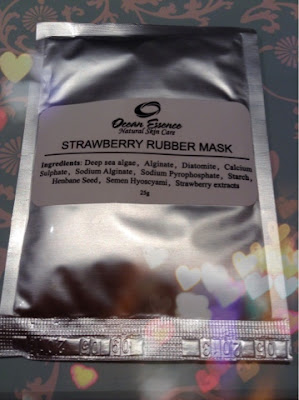 Ocean Essence
Natural Skin Care
STRAWBERRY RUBBER MASK
Ingredients: Deep sea algae, Alginate, Diatomite, Calcium
Sulphate, Sodium Alginate, Sodium Pyrophosphate, Starch,
Henbane Seed, Semen Hyoscyami, Strawberry extracts
25g